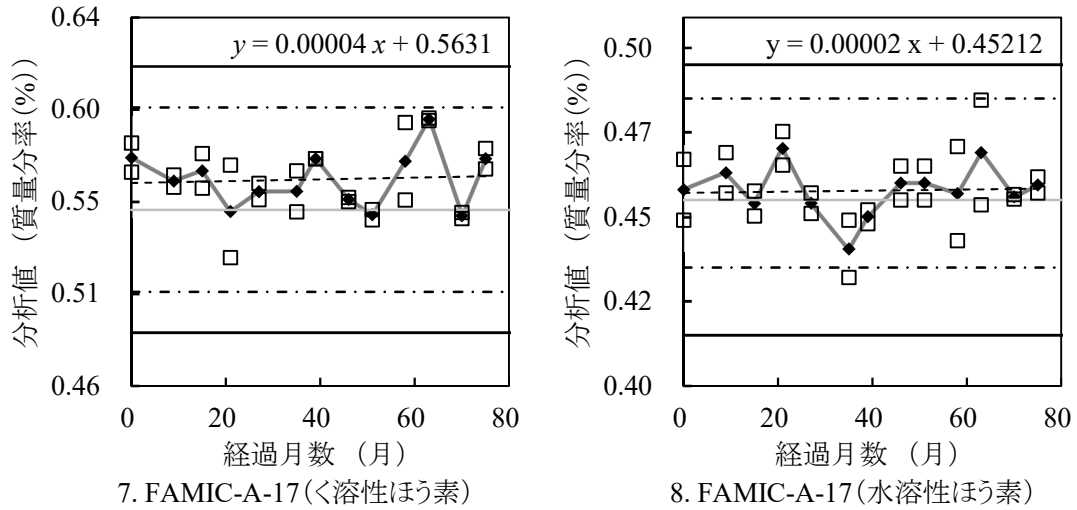 y = 0.00004 x + 0.5631
分析値 (質量分率(%))
0.64
0.60
0.55
0.51
0.46
0
20
40
60
80
経過月数 (月)
7. FAMIC-A-17(く溶性ほう素)
y = 0.00002 x + 0.45212
分析値 (質量分率(%))
0.50
0.47
0.45
0.42
0.40
0
20
40
60
80
経過月数 (月)
8. FAMIC-A-17(水溶性ほう素)